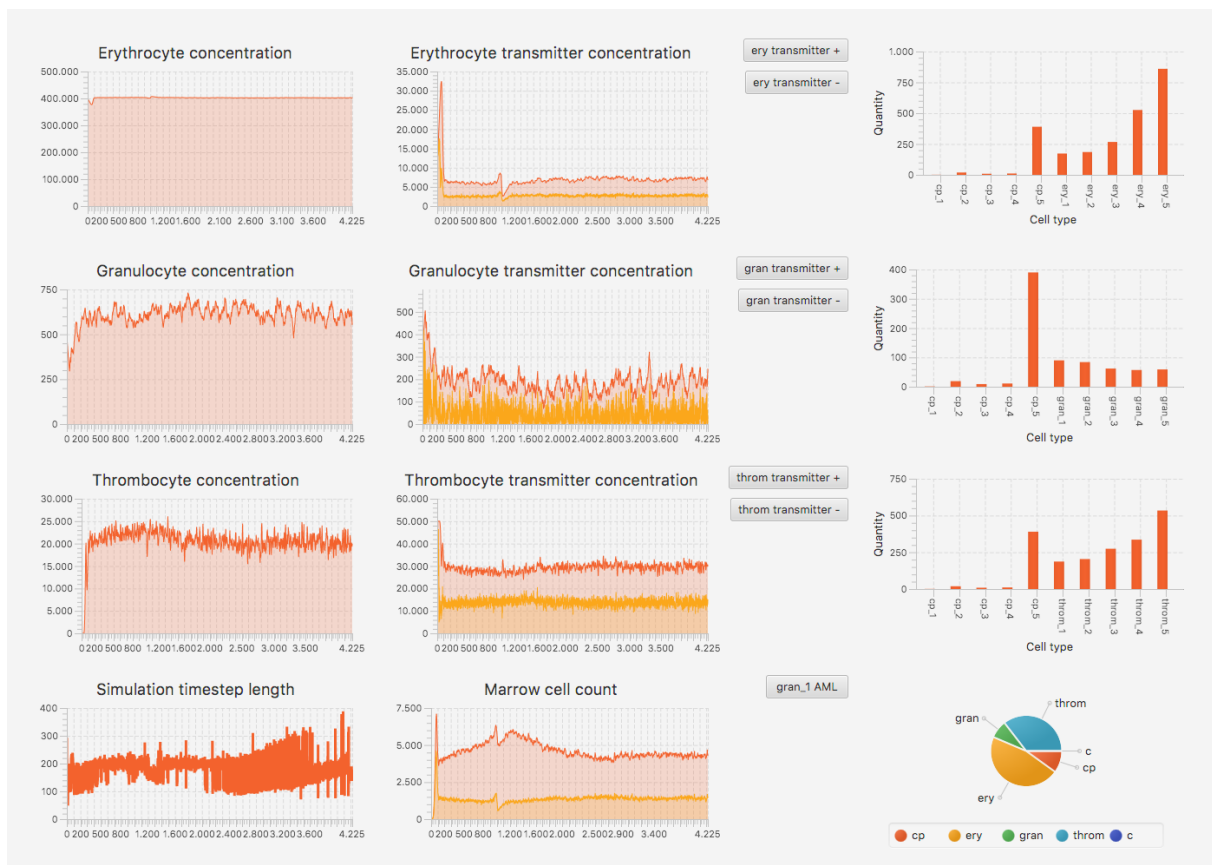 Erythrocyte concentration
500.000
400.000
300.000
200.000
100.000
0
0200 500 800 1.200 1.600 2.000 2.500 3.100 3.600 4.225
Erythrocyte transmitter concentration
35.000
30.000
25.000
20.000
15.000
10.000
5.000
0
0200 500 800 1.200 1.600 2.000 2.500 3.000 3.500 4.225
ery transmitter +
ery transmitter -
1.000
750
500
250
0
Quantity
cp_1
cp_2
cp_3
cp_4
cp_5
ery_1
ery_2
ery_3
ery_4
ery_5
Cell type
Granulocyte concentration
750
500
250
0
0 200 500 800 1.200 1.600 2.000 2.400 2.800 3.200 3.600 4.225
Granulocyte transmitter concentration
500
400
300
200
100
0
0 200 500 800 1.200 1.600 2.000 2.400 3.000 3.500 4.225
gran transmitter +
gran transmitter -
400
300
200
100
0
Quantity
cp_1
cp_2
cp_3
cp_4
cp_5
gran_1
gran_2
gran_3
gran_4
gran_5
Cell type
Thrombocyte concentration
30.000
25.000
20.000
15.000
10.000
5.000
0
0200 500 800 1.200 1.600 2.000 2.500 3.000 3.500 4.225
Thrombocyte transmitter concentration
60.000
50.000
40.000
30.000
20.000
10.000
0
0200 500 800 1.200 1.600 2.000 2.500 3.000 3.500 4.225
throm transmitter +
throm transmitter -
750
500
250
0
Quantity
cp_1
cp_2
cp_3
cp_4
cp_5
throm_1
throm_2
throm_3
throm_4
throm_5
Cell type
Simulation timestep length
400
300
200
100
0
0 200 500 800 1.200 1.600 2.000 2.400 2.800 3.200 3.600 4.225
Marrow cell count
7.500
5.000
2.500
0
0 200 500 800 1.200 1.600 2.000 2.500 2.900 3.400 4.225
gran_1 AML
throm
gran
c
cp
ery
cp ery gran throm c